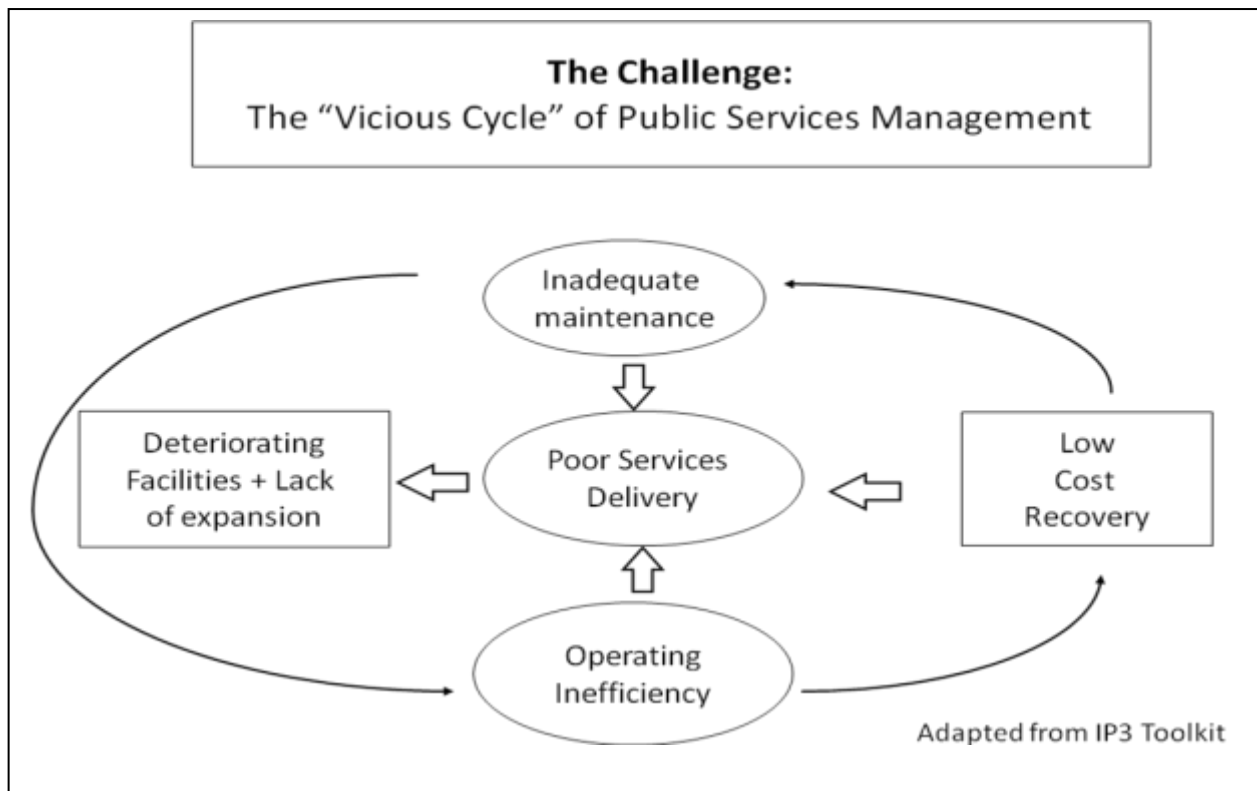 The Challenge:
The “Vicious Cycle” of Public Services Management
Inadequate
maintenance
Deteriorating
Facilities + Lack
of expansion
Poor Services
Delivery
Low
Cost
Recovery
Operating
Inefficiency
Adapted from IP3 Toolkit